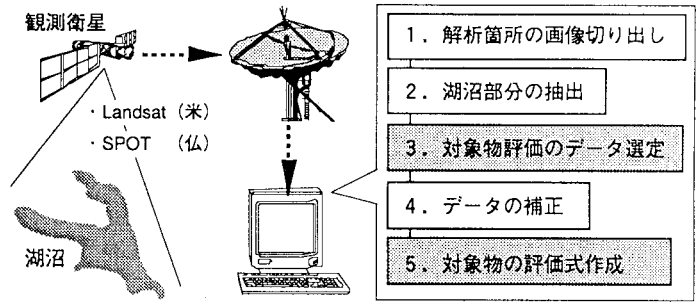 観測衛星
・Landsat（米）
・SPOT （仏）
湖沼
1．解析箇所の画像切り出し
2．湖沼部分の抽出
3．対象物評価のデータ選定
4．データの補正
5．対象物の評価式作成